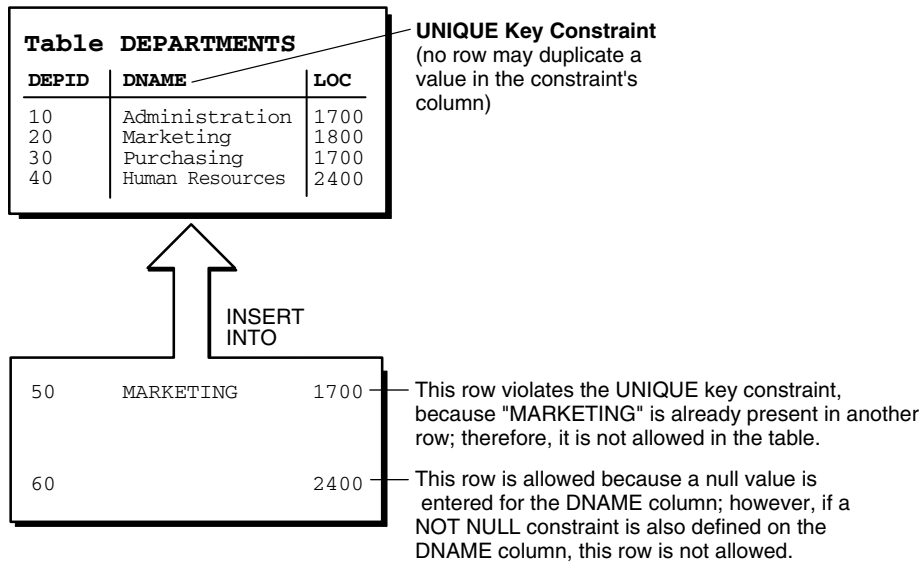 Table DEPARTMENTS
DEPID DNAME LOC
10 Administration 1700
20 Marketing 1800
30 Purchasing 1700
40 Human Resources 2400
UNIQUE Key Constraint
(no row may duplicate a
value in the constraint's
column)
INSERT
INTO
50 MARKETING 1700
This row violates the UNIQUE key constraint,
because "MARKETING" is already present in another
row; therefore, it is not allowed in the table.
60 2400
This row is allowed because a null value is
entered for the DNAME column; however, if a
NOT NULL constraint is also defined on the
DNAME column, this row is not allowed.